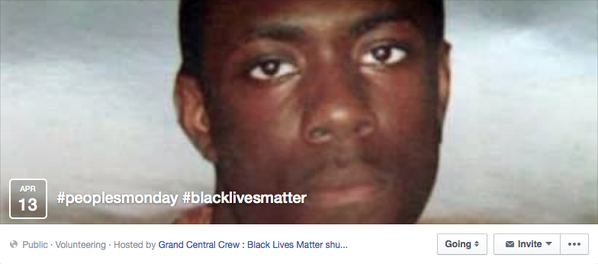 APR
13
#peoplesmonday #blacklivesmatter
Public · Volunteering · Hosted by Grand Central Crew : Black Lives Matter shu...
Going
Invite